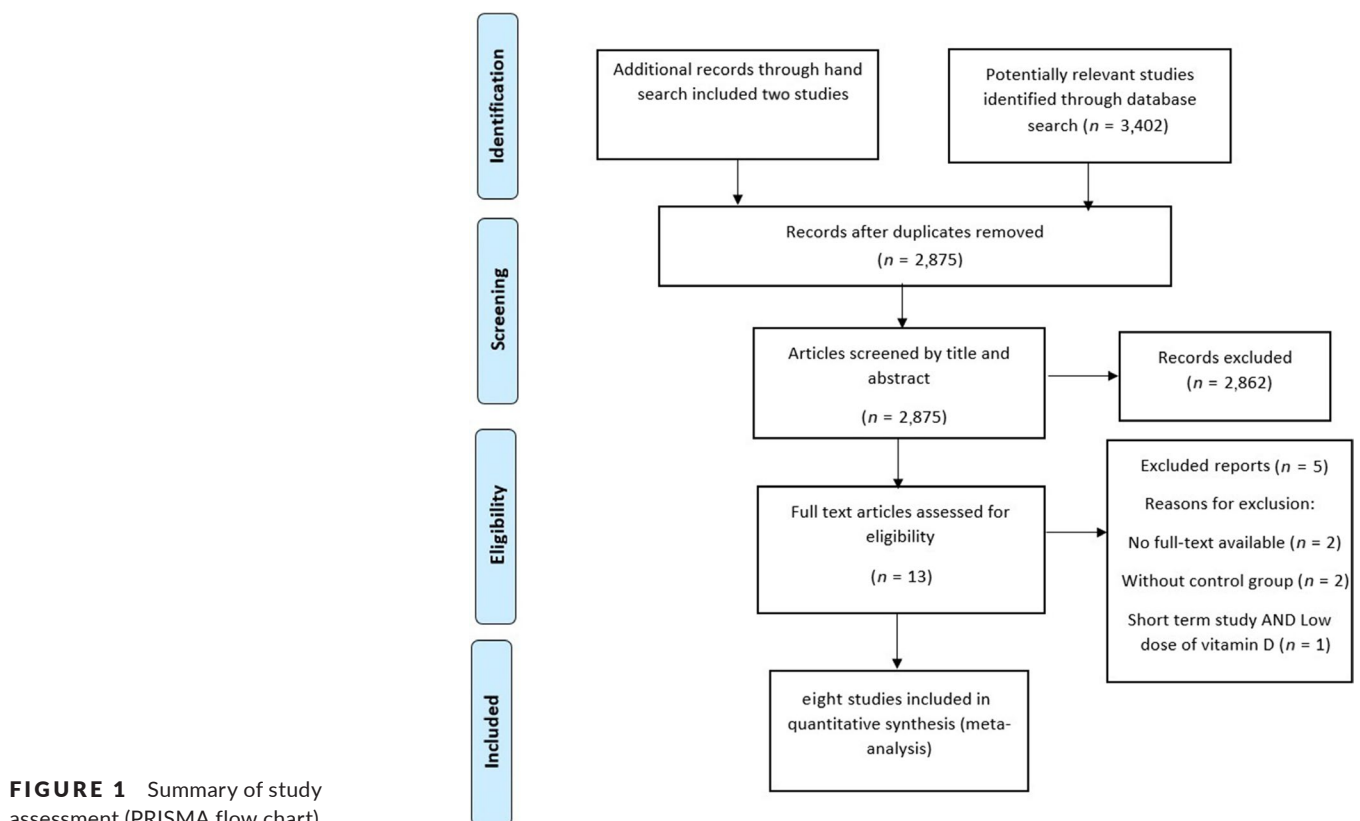 Identification
Additional records through hand
search included two studies
Potentially relevant studies
identified through database
search (n = 3,402)
Screening
Records after duplicates removed
(n = 2,875)
Articles screened by title and
abstract
(n = 2,875)
Records excluded
(n = 2,862)
Eligibility
Full text articles assessed for
eligibility
(n = 13)
Excluded reports (n = 5)
Reasons for exclusion:
No full-text available (n = 2)
Without control group (n = 2)
Short term study AND Low
dose of vitamin D (n = 1)
Included
eight studies included in
quantitative synthesis (meta-
analysis)
FIGURE 1 Summary of study
assessment (PRISMA flow chart)